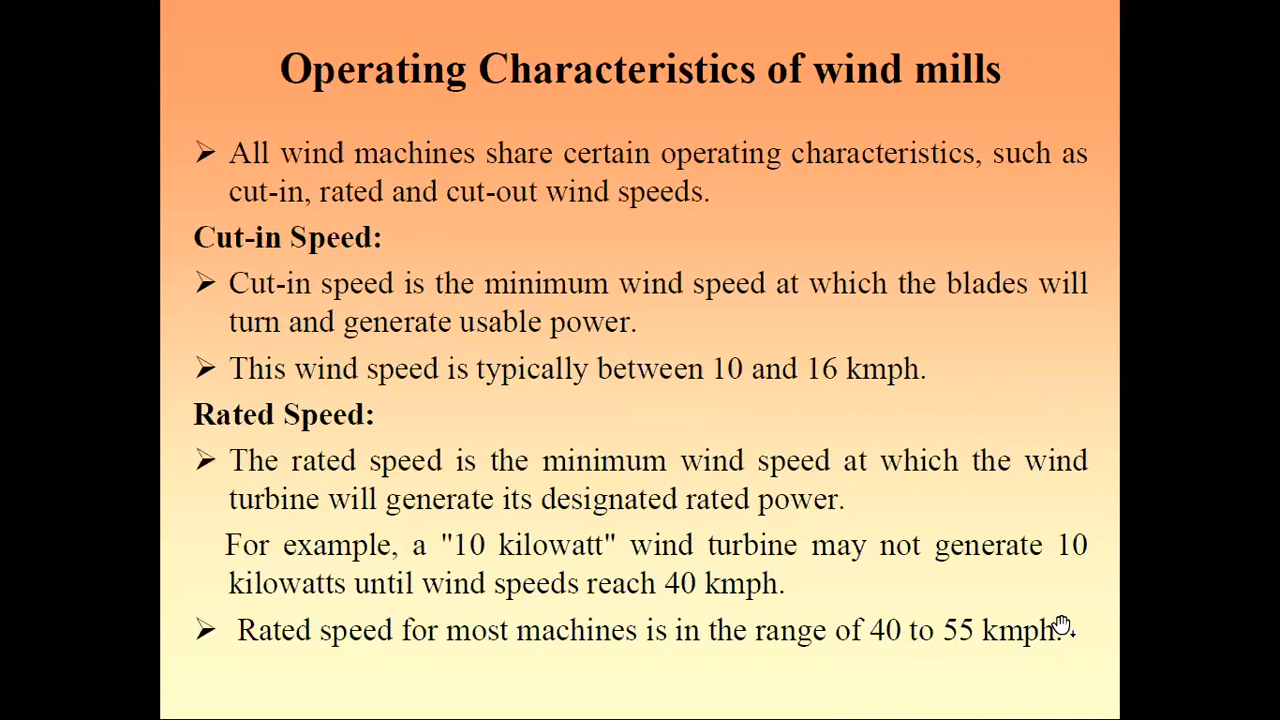 Operating Characteristics of wind mills
➢ All wind machines share certain operating characteristics, such as
cut-in, rated and cut-out wind speeds.
Cut-in Speed:
➢ Cut-in speed is the minimum wind speed at which the blades will
turn and generate usable power.
➢ This wind speed is typically between 10 and 16 kmph.
Rated Speed:
➢ The rated speed is the minimum wind speed at which the wind
turbine will generate its designated rated power.
For example, a "10 kilowatt" wind turbine may not generate 10
kilowatts until wind speeds reach 40 kmph.
➢ Rated speed for most machines is in the range of 40 to 55 kmph.